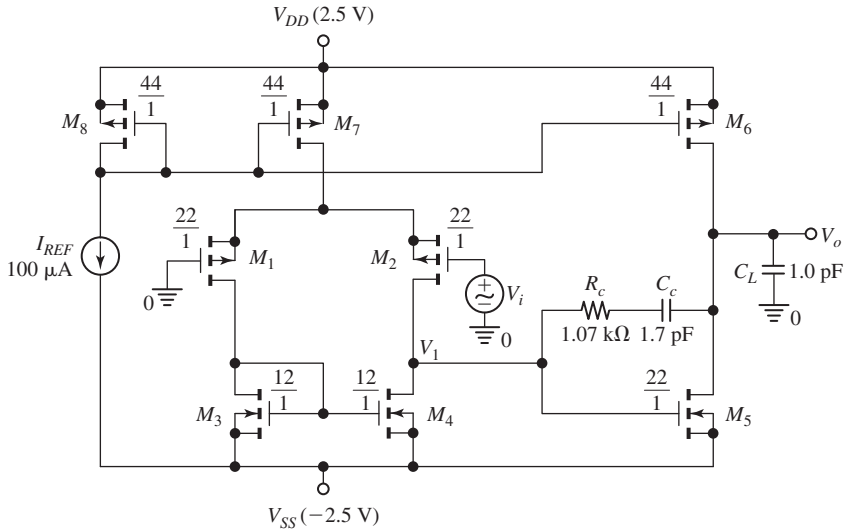 V_DD (2.5 V)
44/1
M_8
44/1
M_7
44/1
M_6
I_REF
100 μA
22/1
M_1
0
22/1
M_2
V_i
0
V_o
C_L
1.0 pF
0
R_c
1.07 kΩ
C_c
1.7 pF
V_1
12/1
M_3
12/1
M_4
22/1
M_5
V_SS (−2.5 V)